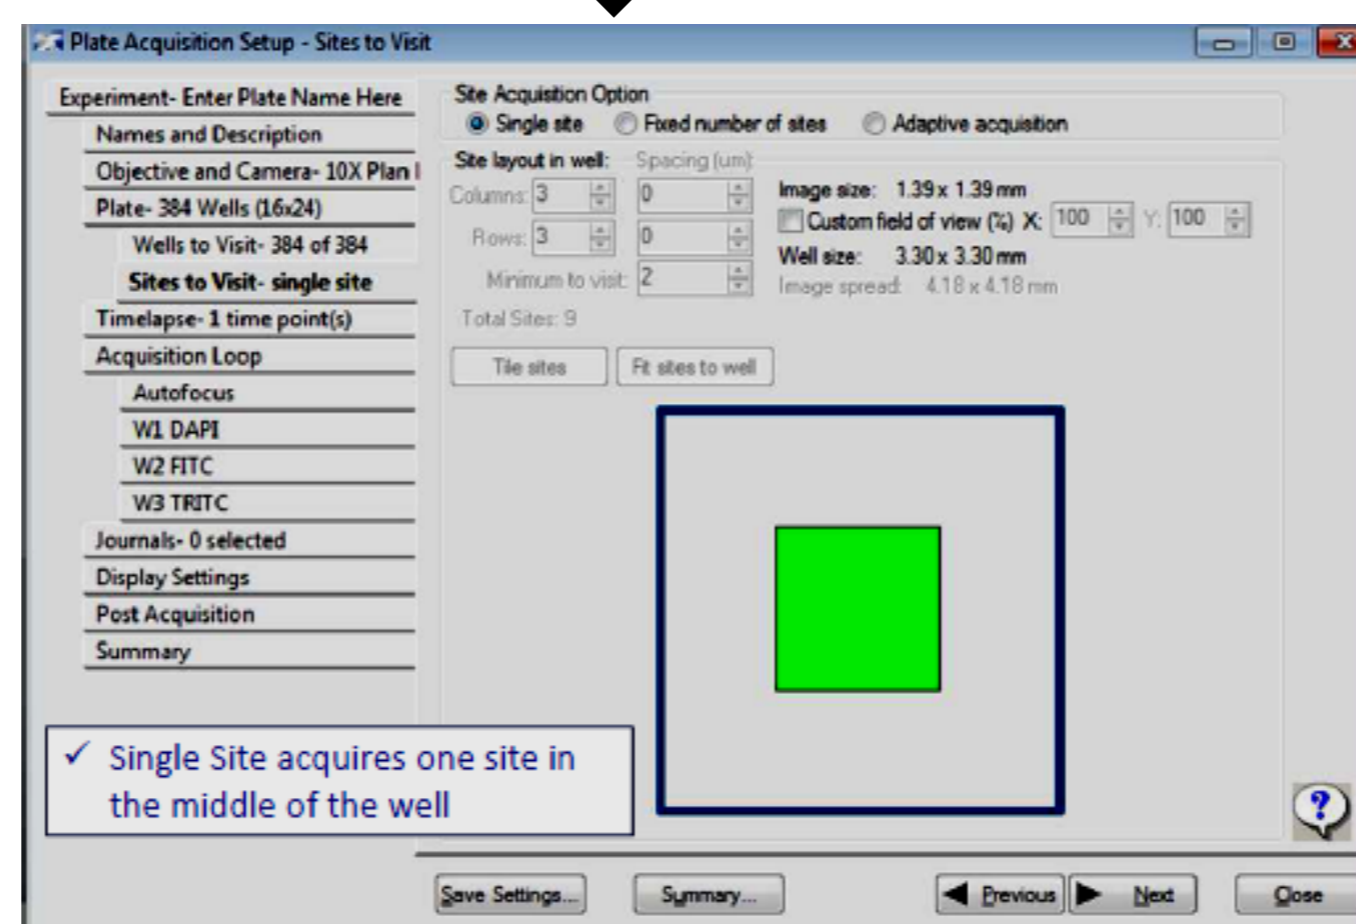 Plate Acquisition Setup - Sites to Visit
Experiment- Enter Plate Name Here
Names and Description
Objective and Camera- 10X Plan
Plate- 384 Wells (16x24)
Wells to Visit- 384 of 384
Sites to Visit- single site
Timelapse- 1 time point(s)
Acquisition Loop
Autofocus
W1 DAPI
W2 FITC
W3 TRITC
Journals- 0 selected
Display Settings
Post Acquisition
Summary
Site Acquisition Option
Single site Fixed number of sites Adaptive acquisition
Site layout in well: Spacing (um):
Columns: 3 0
Rows: 3 0
Minimum to visit: 2
Total Sites: 9
Image size: 1.39 x 1.39 mm
Custom field of view (%) X: 100 Y: 100
Well size: 3.30 x 3.30 mm
Image spread: 4.18 x 4.18 mm
Tile sites Fit sites to well
✓ Single Site acquires one site in
the middle of the well
?
Save Settings... Summary... Previous Next Close